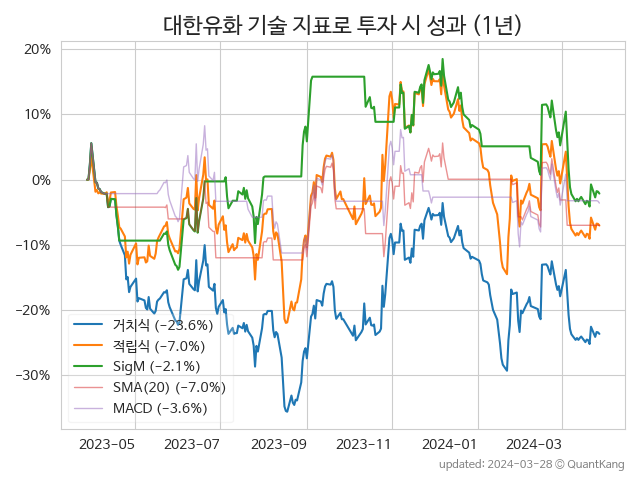 대한유화 기술 지표로 투자 시 성과 (1년)
20%
10%
0%
−10%
−20%
−30%
거치식 (−23.6%)
적립식 (−7.0%)
SigM (−2.1%)
SMA(20) (−7.0%)
MACD (−3.6%)
2023-05
2023-07
2023-09
2023-11
2024-01
2024-03
updated: 2024-03-28 © QuantKang